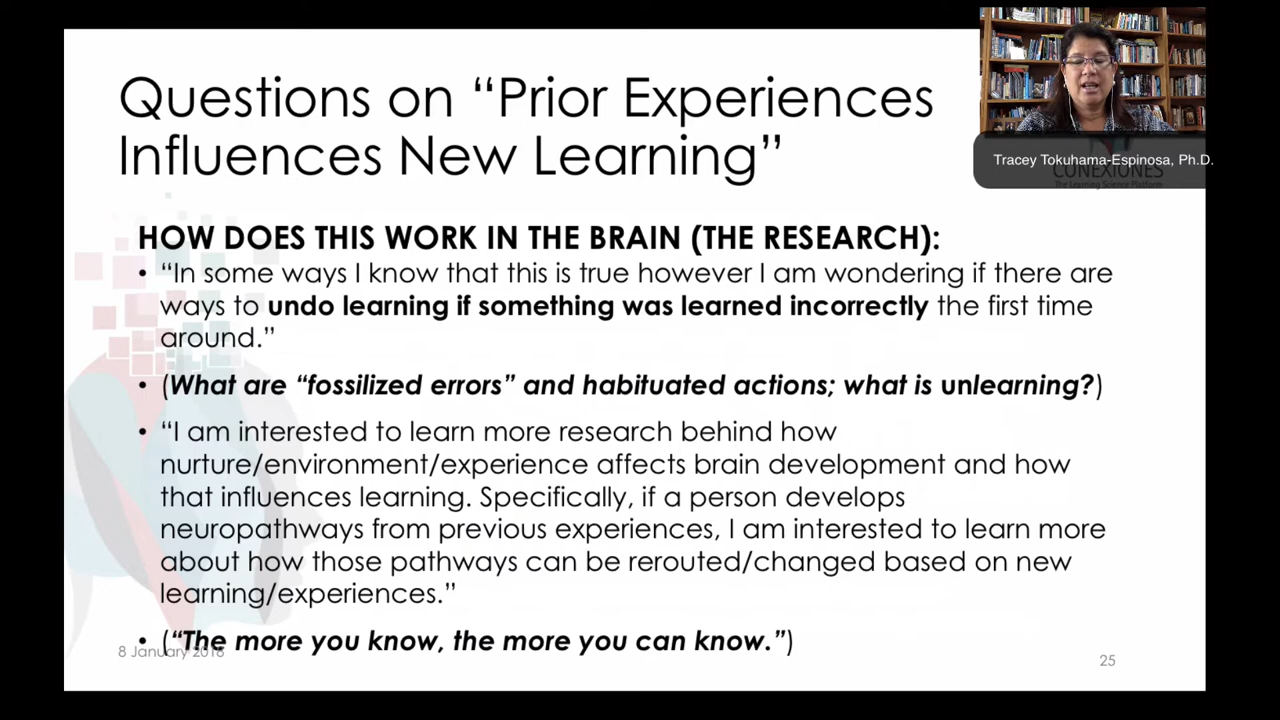 Questions on “Prior Experiences
Influences New Learning”
Tracey Tokuhama-Espinosa, Ph.D.
CONEXIONES
The Learning Science Platform
HOW DOES THIS WORK IN THE BRAIN (THE RESEARCH):
• “In some ways I know that this is true however I am wondering if there are
ways to undo learning if something was learned incorrectly the first time
around.”
• (What are “fossilized errors” and habituated actions; what is unlearning?)
• “I am interested to learn more research behind how
nurture/environment/experience affects brain development and how
that influences learning. Specifically, if a person develops
neuropathways from previous experiences, I am interested to learn more
about how those pathways can be rerouted/changed based on new
learning/experiences.”
• (“The more you know, the more you can know.”)
8 January 2018
25